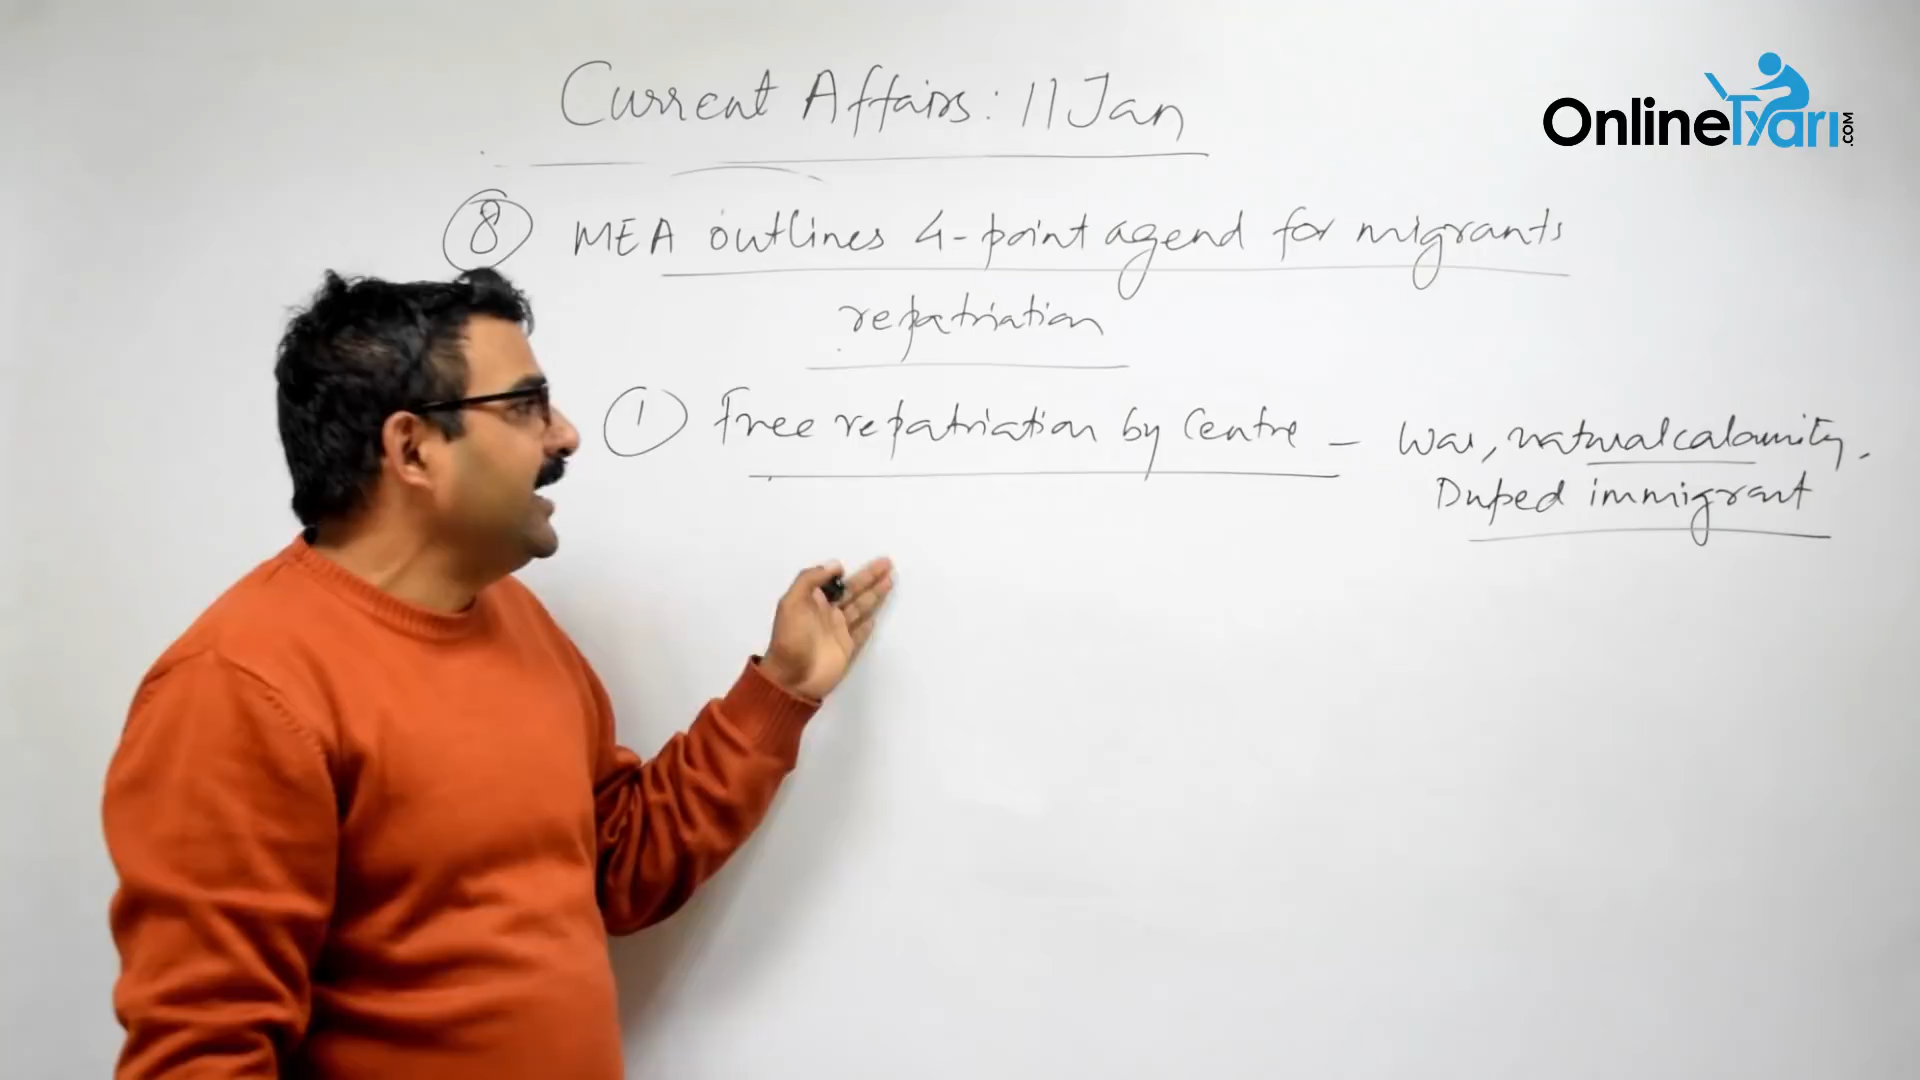 Current Affairs : 11 Jan
OnlineTyari.COM
8 MEA outlines 4-point agend for migrants
repatriation
1 Free repatriation by Centre - War, natural calamity,
Duped immigrant